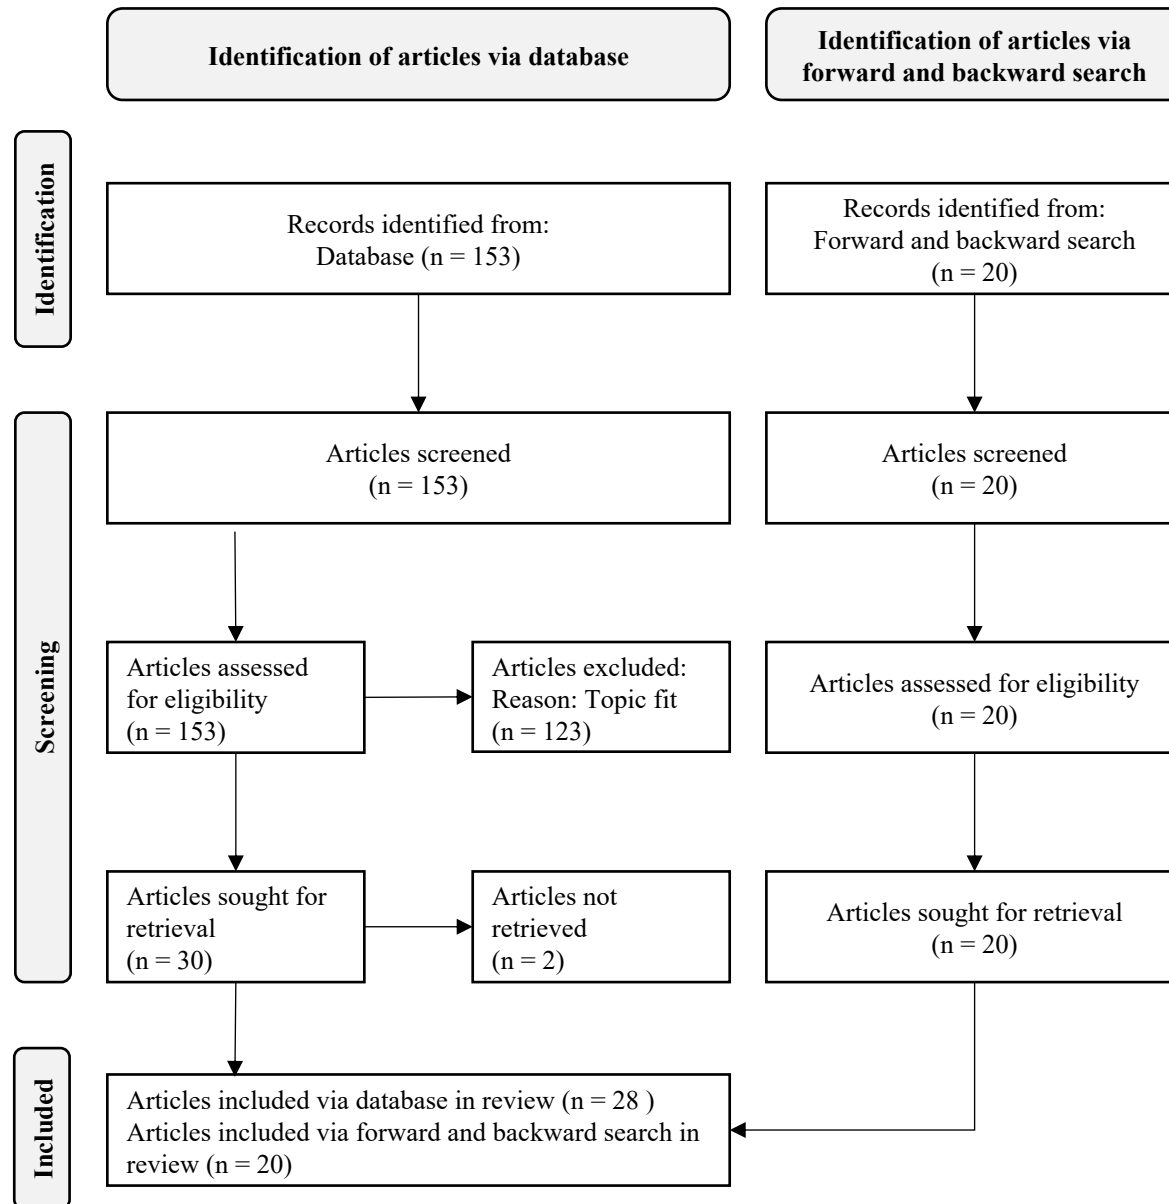 Identification of articles via database
Identification of articles via
forward and backward search
Identification
Records identified from:
Database (n = 153)
Records identified from:
Forward and backward search
(n = 20)
Screening
Articles screened
(n = 153)
Articles screened
(n = 20)
Articles assessed
for eligibility
(n = 153)
Articles excluded:
Reason: Topic fit
(n = 123)
Articles assessed for eligibility
(n = 20)
Articles sought for
retrieval
(n = 30)
Articles not
retrieved
(n = 2)
Articles sought for retrieval
(n = 20)
Included
Articles included via database in review (n = 28 )
Articles included via forward and backward search in
review (n = 20)